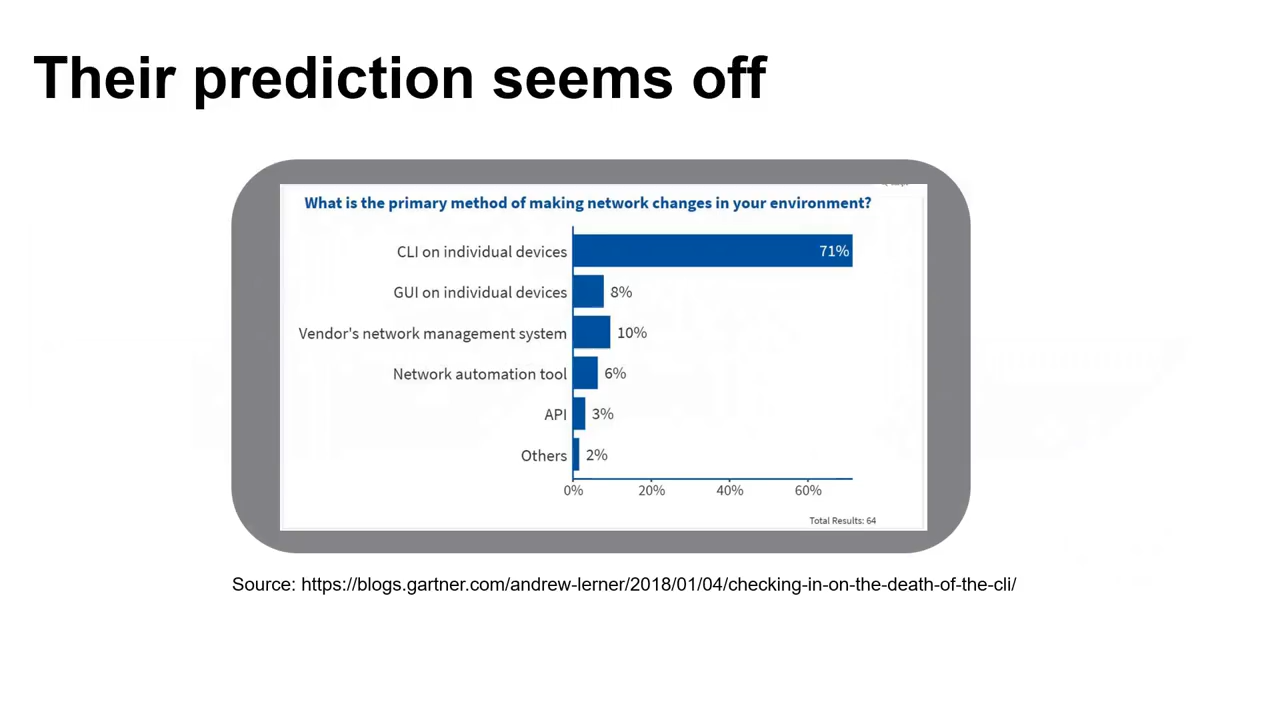 Their prediction seems off
What is the primary method of making network changes in your environment?
CLI on individual devices 71%
GUI on individual devices 8%
Vendor's network management system 10%
Network automation tool 6%
API 3%
Others 2%
0% 20% 40% 60%
Total Results: 64
Source: https://blogs.gartner.com/andrew-lerner/2018/01/04/checking-in-on-the-death-of-the-cli/